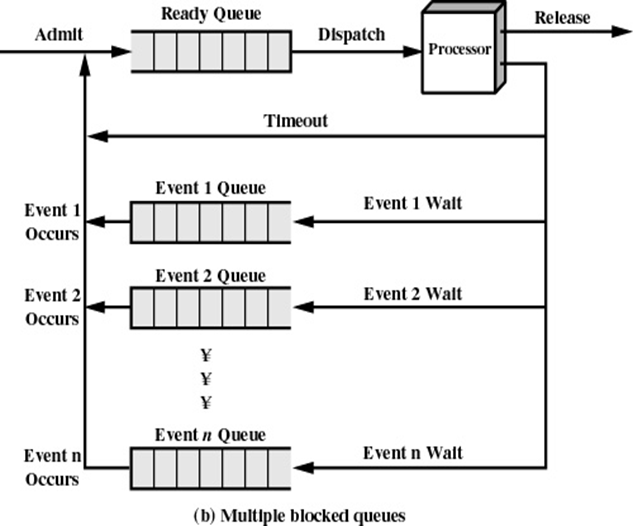 Ready Queue
Release
Admit
Dispatch
Processor
Timeout
Event 1 Queue
Event 1 Wait
Event 1
Occurs
Event 2 Queue
Event 2 Wait
Event 2
Occurs
¥
¥
¥
Event n Queue
Event n Wait
Event n
Occurs
(b) Multiple blocked queues